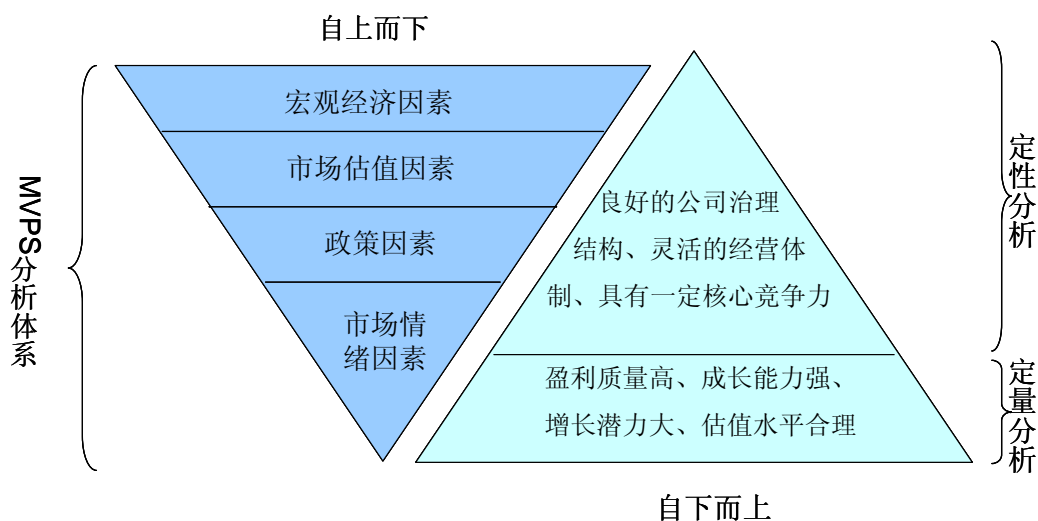 自上而下
宏观经济因素
市场估值因素
政策因素
市场情
绪因素
MVPS分析体系
良好的公司治理
结构、灵活的经营体
制、具有一定核心竞争力
盈利质量高、成长能力强、
增长潜力大、估值水平合理
定性分析
定量分析
自下而上